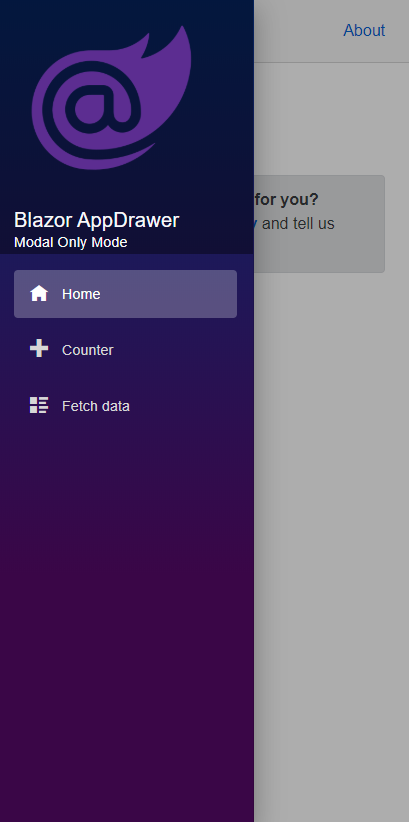 About
Blazor AppDrawer
Modal Only Mode
Home
Counter
Fetch data
for you?
and tell us